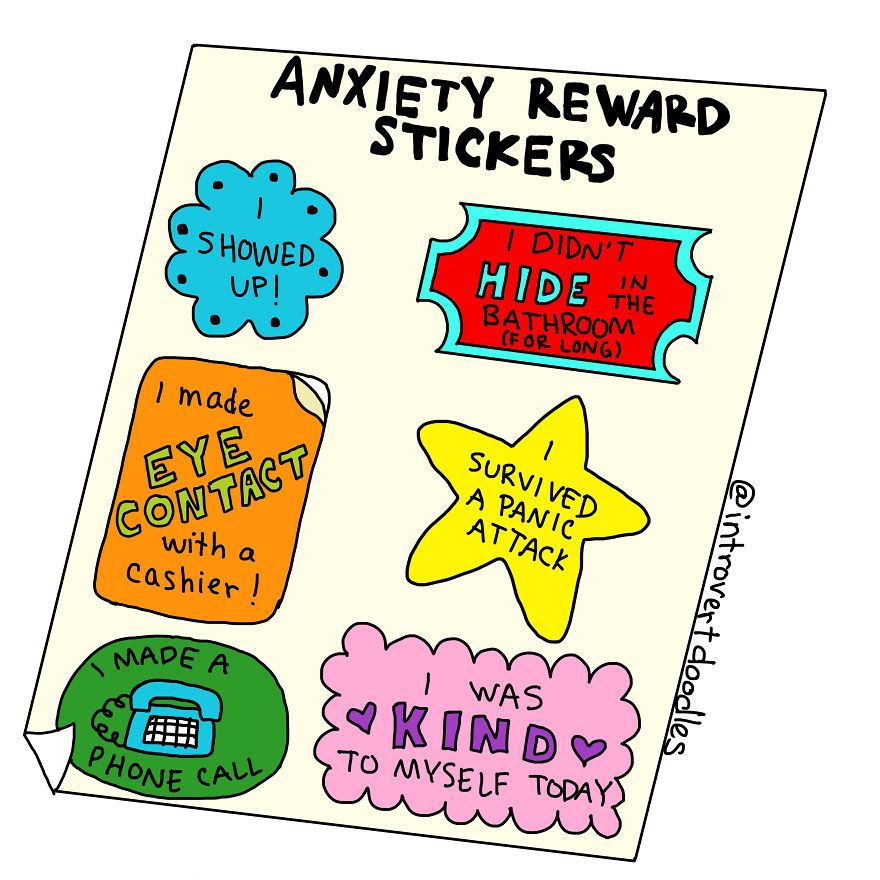 ANXIETY REWARD
STICKERS
I
SHOWED
UP!
I DIDN'T
HIDE IN
THE
BATHROOM
(FOR LONG)
I made
EYE
CONTACT
with a
cashier!
I
SURVIVED
A PANIC
ATTACK
I MADE A
PHONE CALL
I WAS
KIND
TO MYSELF TODAY
@introvertdoodles